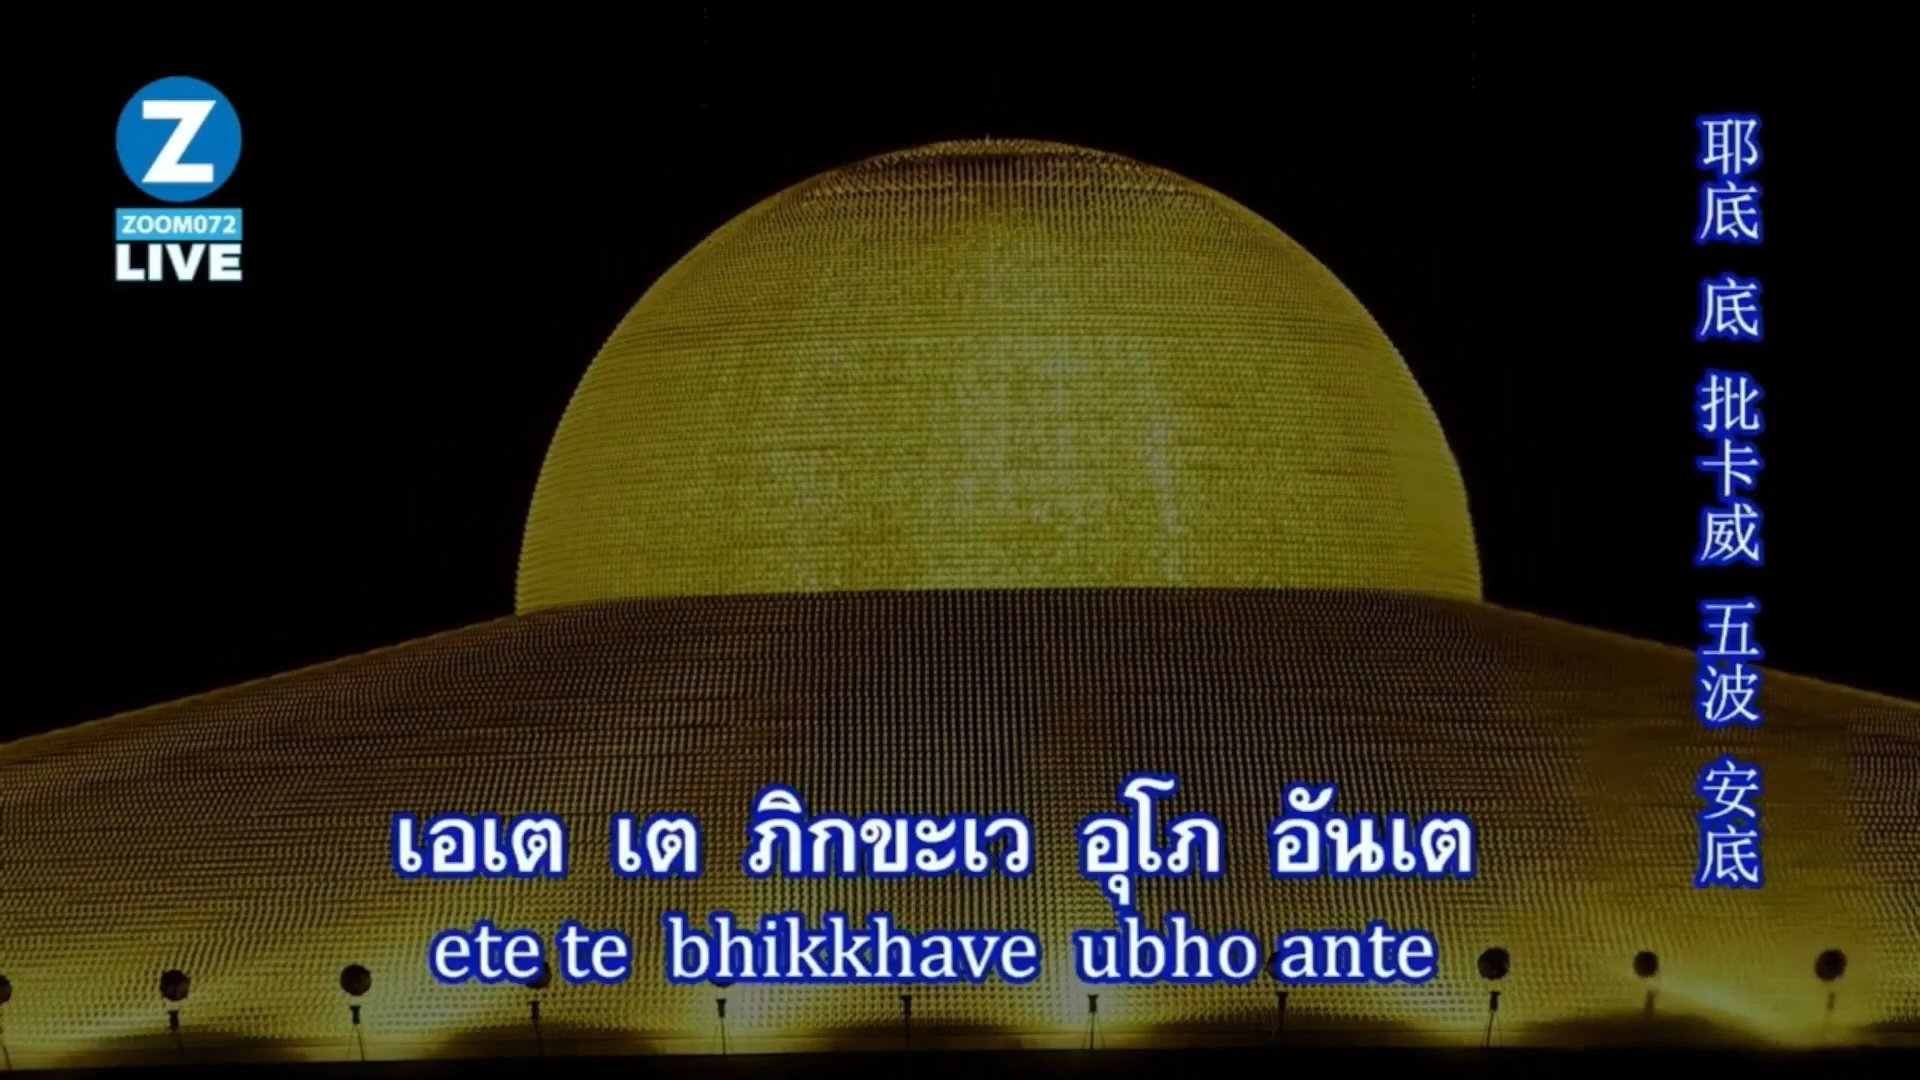 Z
ZOOM072
LIVE
耶底 底 批卡威 五波 安底
เอเต เต ภิกขะเว อุโภ อันเต
ete te bhikkhave ubho ante